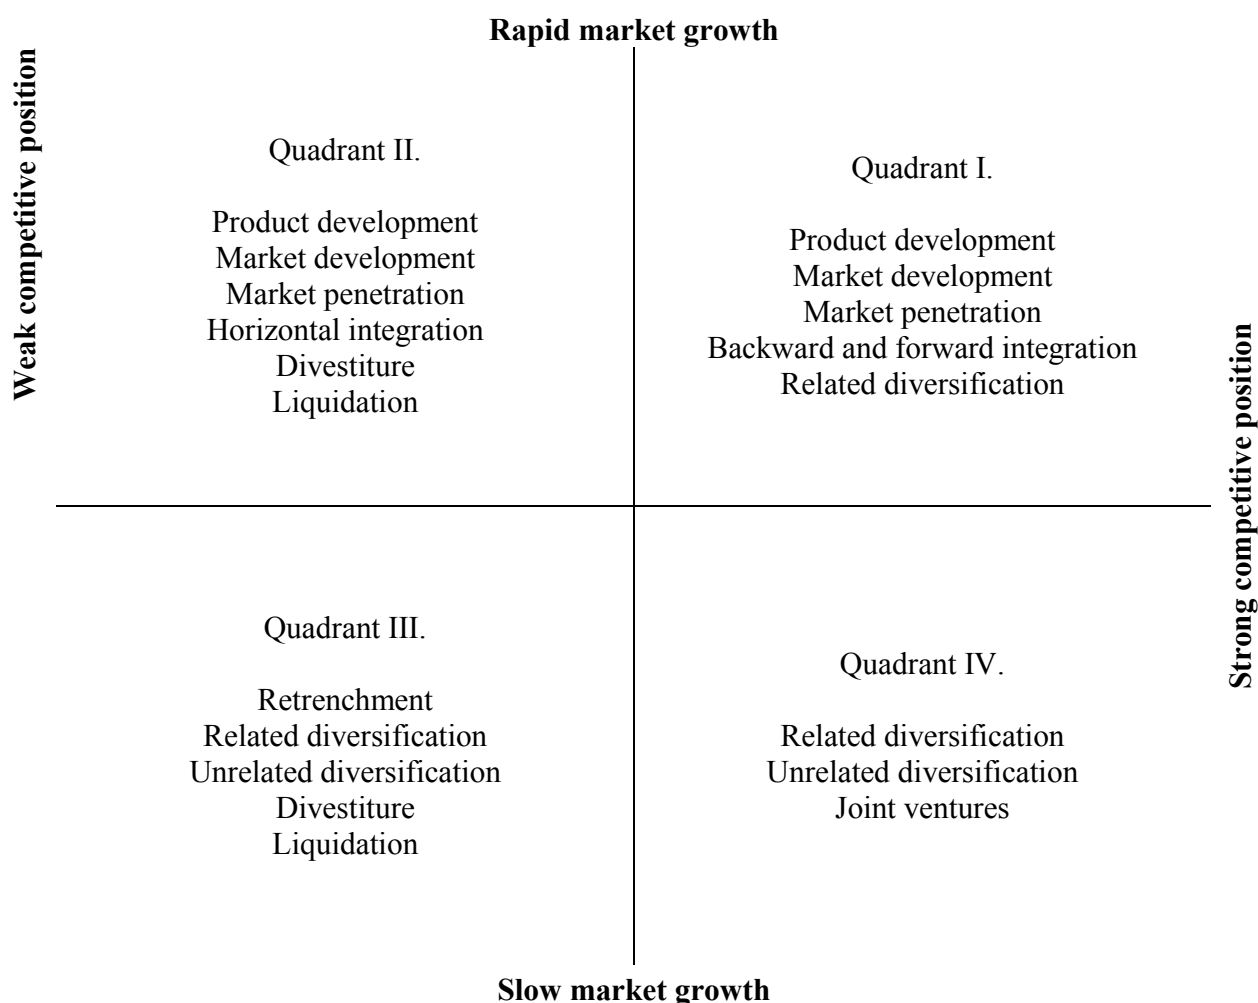 Rapid market growth
Weak competitive position
Quadrant II.
Product development
Market development
Market penetration
Horizontal integration
Divestiture
Liquidation
Quadrant I.
Product development
Market development
Market penetration
Backward and forward integration
Related diversification
Strong competitive position
Quadrant III.
Retrenchment
Related diversification
Unrelated diversification
Divestiture
Liquidation
Quadrant IV.
Related diversification
Unrelated diversification
Joint ventures
Slow market growth